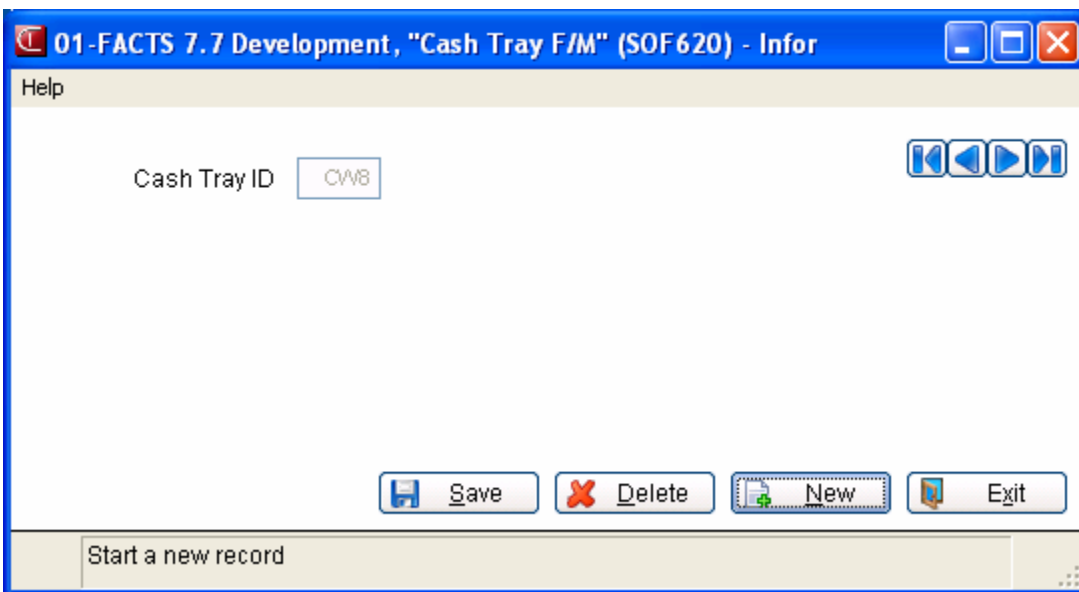 01-FACTS 7.7 Development, "Cash Tray F/M" (SOF620) - Infor
Help
Cash Tray ID CW8
Save Delete New Exit
Start a new record